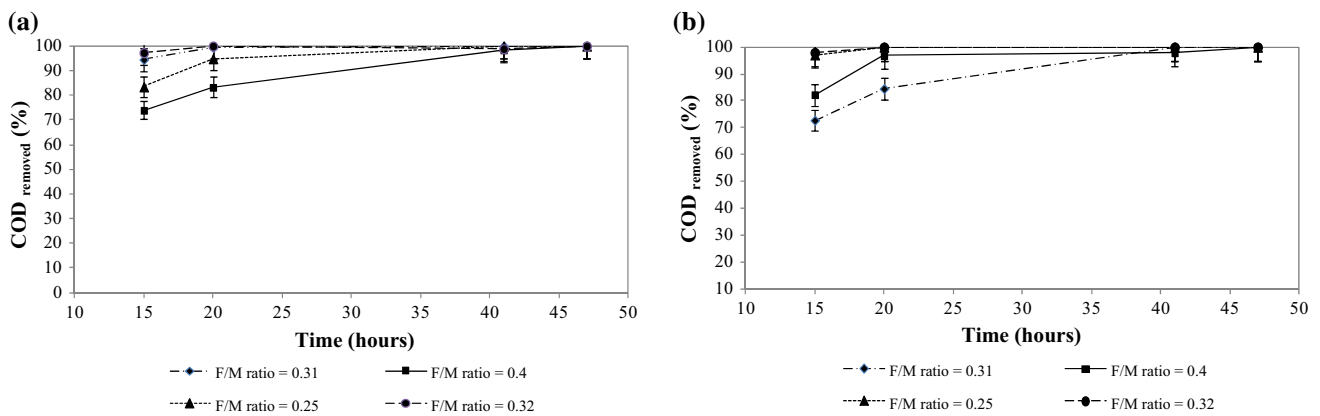 (a)
100
90
80
70
60
50
40
30
20
10
0
COD removed (%)
10 15 20 25 30 35 40 45 50
Time (hours)
F/M ratio = 0.31 F/M ratio = 0.4
F/M ratio = 0.25 F/M ratio = 0.32
(b)
100
90
80
70
60
50
40
30
20
10
COD removed (%)
10 15 20 25 30 35 40 45 50
Time (hours)
F/M ratio = 0.31 F/M ratio = 0.4
F/M ratio = 0.25 F/M ratio = 0.32